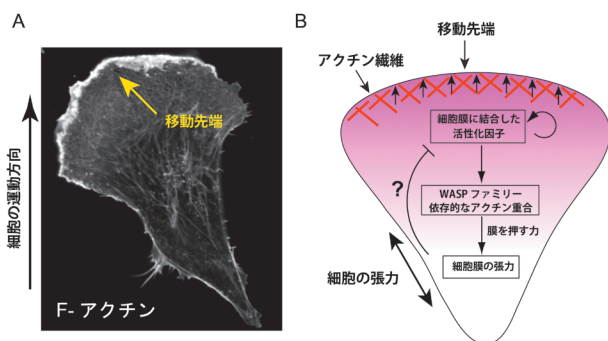 A
細胞の運動方向
移動先端
F- アクチン
B
移動先端
アクチン繊維
細胞膜に結合した
活性化因子
?
WASP ファミリー
依存的なアクチン重合
膜を押す力
細胞膜の張力
細胞の張力